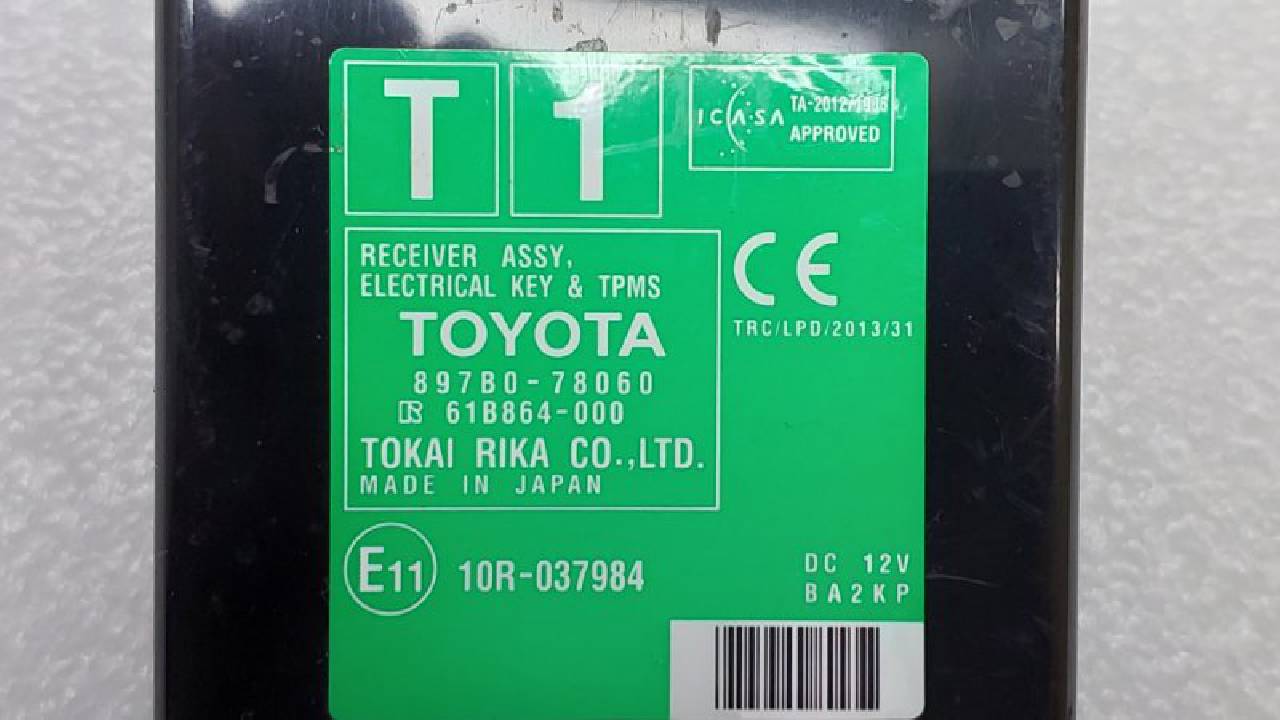 T 1
ICASA
APPROVED
RECEIVER ASSY,
ELECTRICAL KEY & TPMS
TOYOTA
897B0-78060
61B864-000
TOKAI RIKA CO.,LTD.
MADE IN JAPAN
CE
TRC/LPD/2013/31
E11 10R-037984
DC 12V
BA2KP